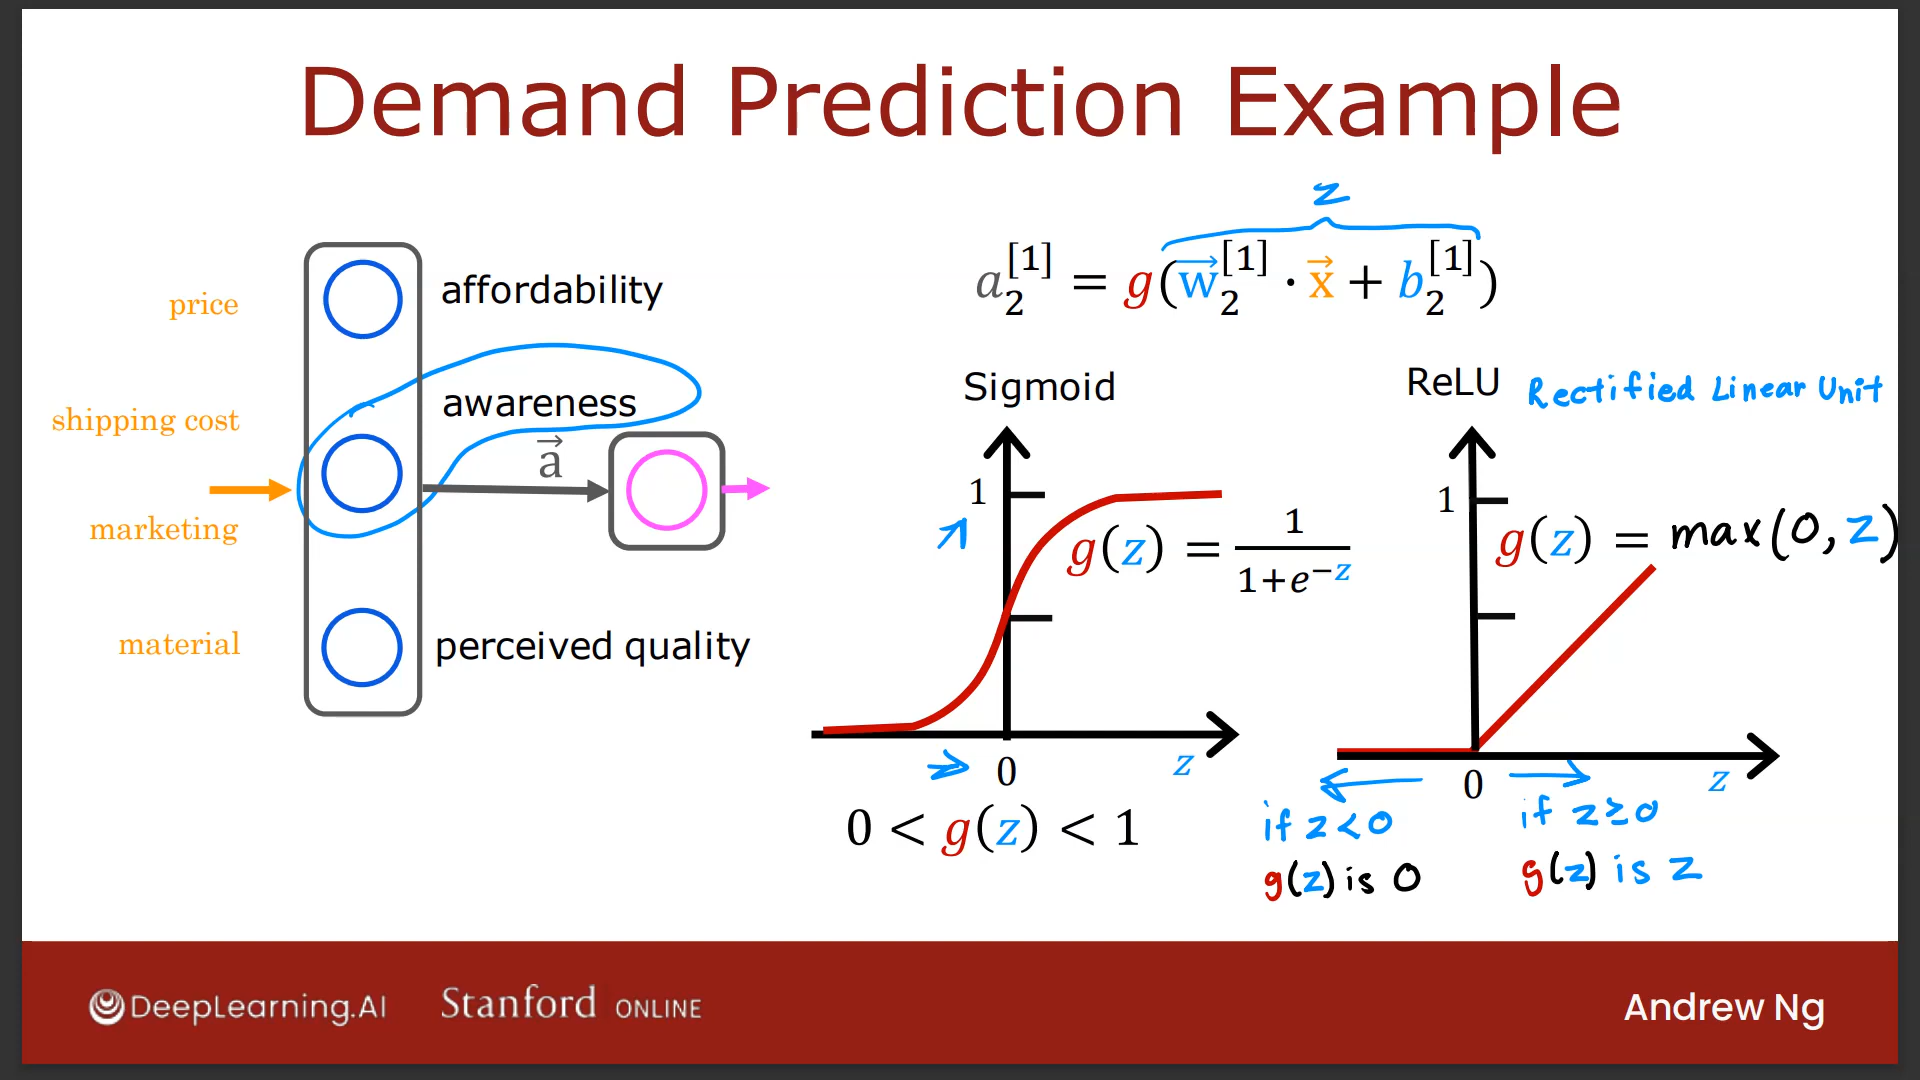 Demand Prediction Example
z
a₂^[1] = g(w⃗₂^[1] · x⃗ + b₂^[1])
price
affordability
shipping cost
awareness
a⃗
marketing
material
perceived quality
Sigmoid
1
g(z) = 1/(1+e^−z)
0
z
0 < g(z) < 1
ReLU Rectified Linear Unit
1
g(z) = max(0, z)
0
z
if z < 0
g(z) is 0
if z ≥ 0
g(z) is z
DeepLearning.AI
Stanford ONLINE
Andrew Ng